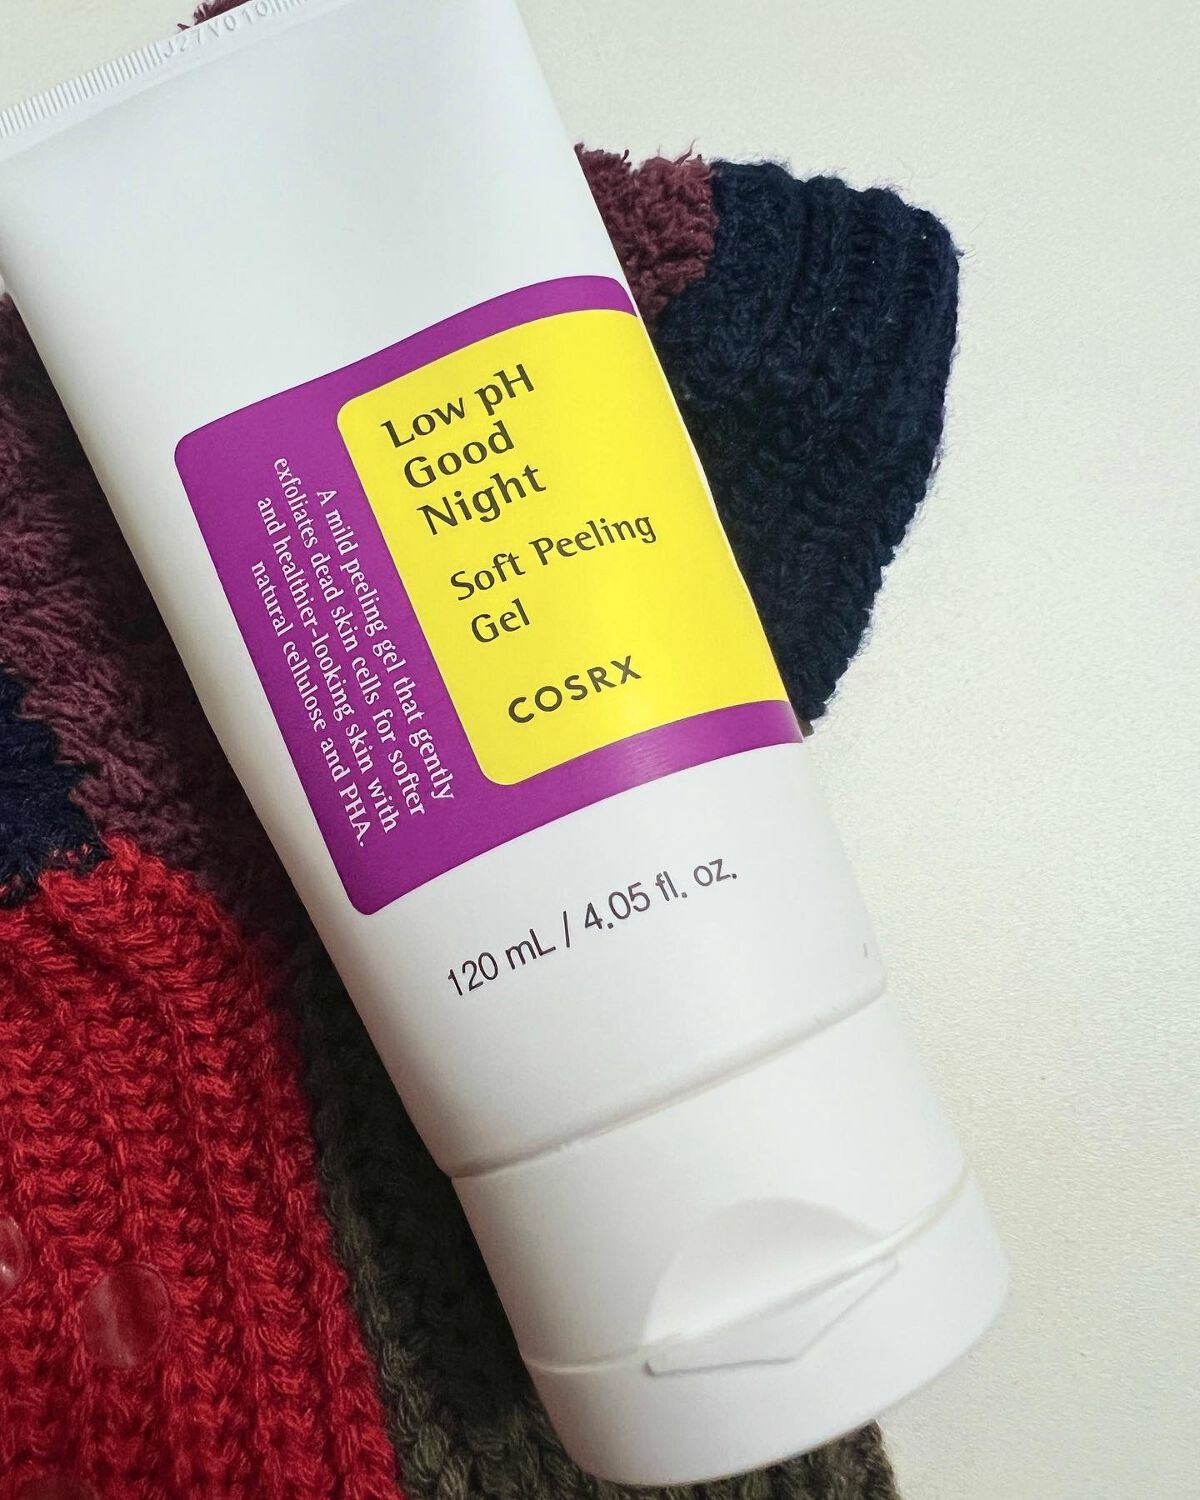 J27V010
Low pH
Good
Night
Soft Peeling
Gel
COSRX
A mild peeling gel that gently
exfoliates dead skin cells for softer
and healthier-looking skin with
natural cellulose and PHA.
120 mL / 4.05 fl. oz.